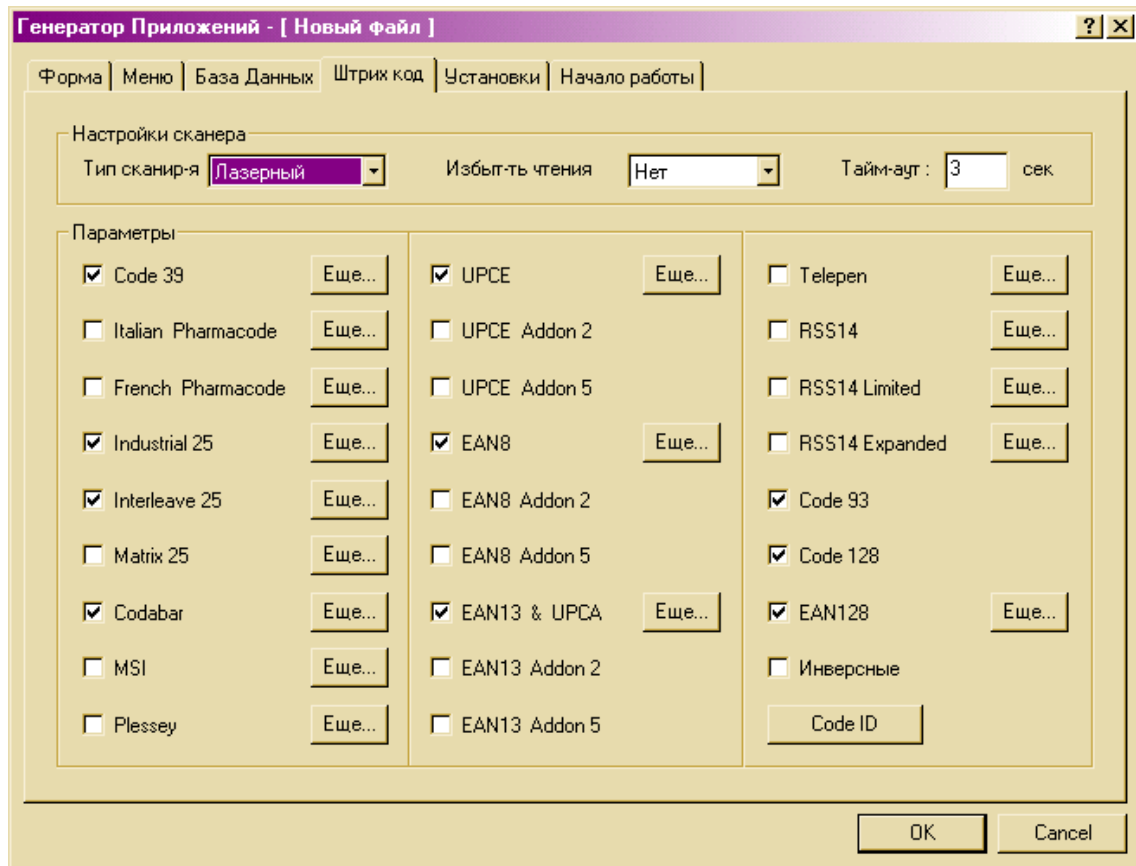 Генератор Приложений - [ Новый файл ]
Форма Меню База Данных Штрих код Установки Начало работы
Настройки сканера
Тип сканир-я Лазерный Избыт-ть чтения Нет Тайм-аут : 3 сек
Параметры
Code 39 Еще... UPCE Еще... Telepen Еще...
Italian Pharmacode Еще... UPCE Addon 2 RSS14 Еще...
French Pharmacode Еще... UPCE Addon 5 RSS14 Limited Еще...
Industrial 25 Еще... EAN8 Еще... RSS14 Expanded Еще...
Interleave 25 Еще... EAN8 Addon 2 Code 93
Matrix 25 Еще... EAN8 Addon 5 Code 128
Codabar Еще... EAN13 & UPCA Еще... EAN128 Еще...
MSI Еще... EAN13 Addon 2 Инверсные
Plessey Еще... EAN13 Addon 5 Code ID
OK Cancel